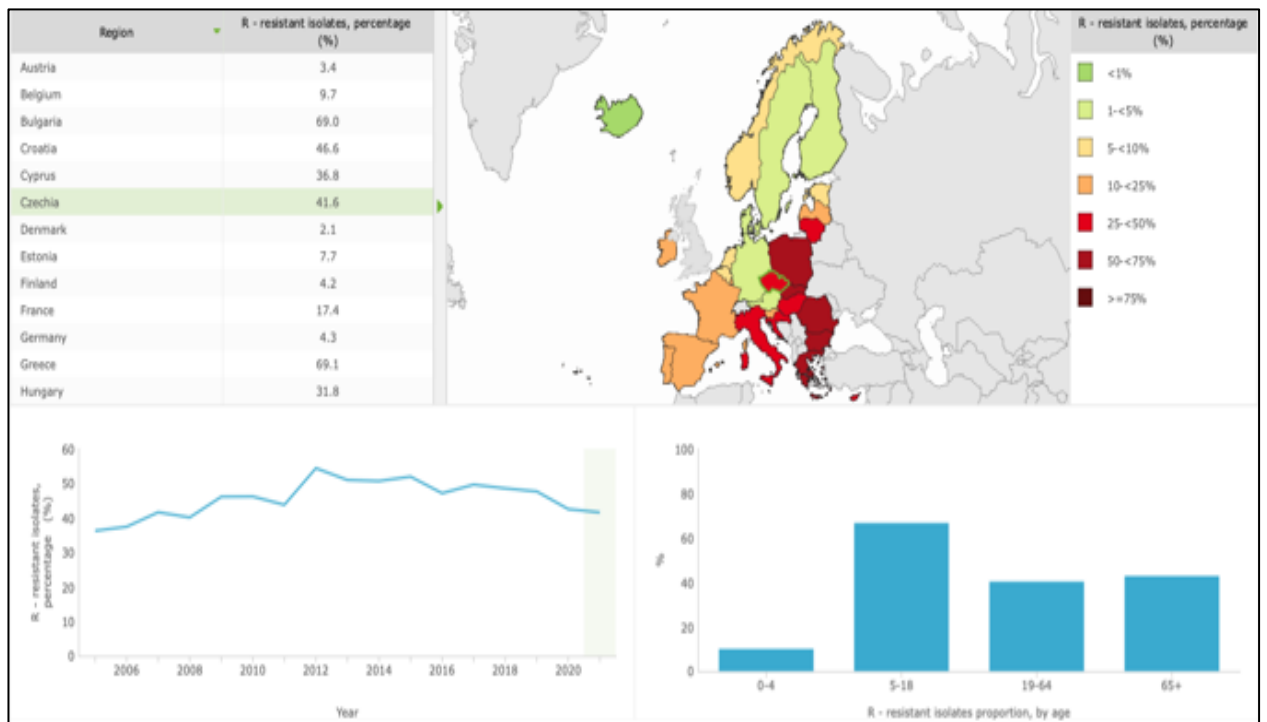 Region
R - resistant isolates, percentage
(%)
Austria 3.4
Belgium 9.7
Bulgaria 69.0
Croatia 46.6
Cyprus 36.8
Czechia 41.6
Denmark 2.1
Estonia 7.7
Finland 4.2
France 17.4
Germany 4.3
Greece 69.1
Hungary 31.8
R - resistant isolates, percentage
(%)
<1%
1-<5%
5-<10%
10-<25%
25-<50%
50-<75%
>=75%
R - resistant isolates,
percentage (%)
60
50
40
30
20
10
0
2006 2008 2010 2012 2014 2016 2018 2020
Year
%
100
80
60
40
20
0
0-4 5-18 19-64 65+
R - resistant isolates proportion, by age